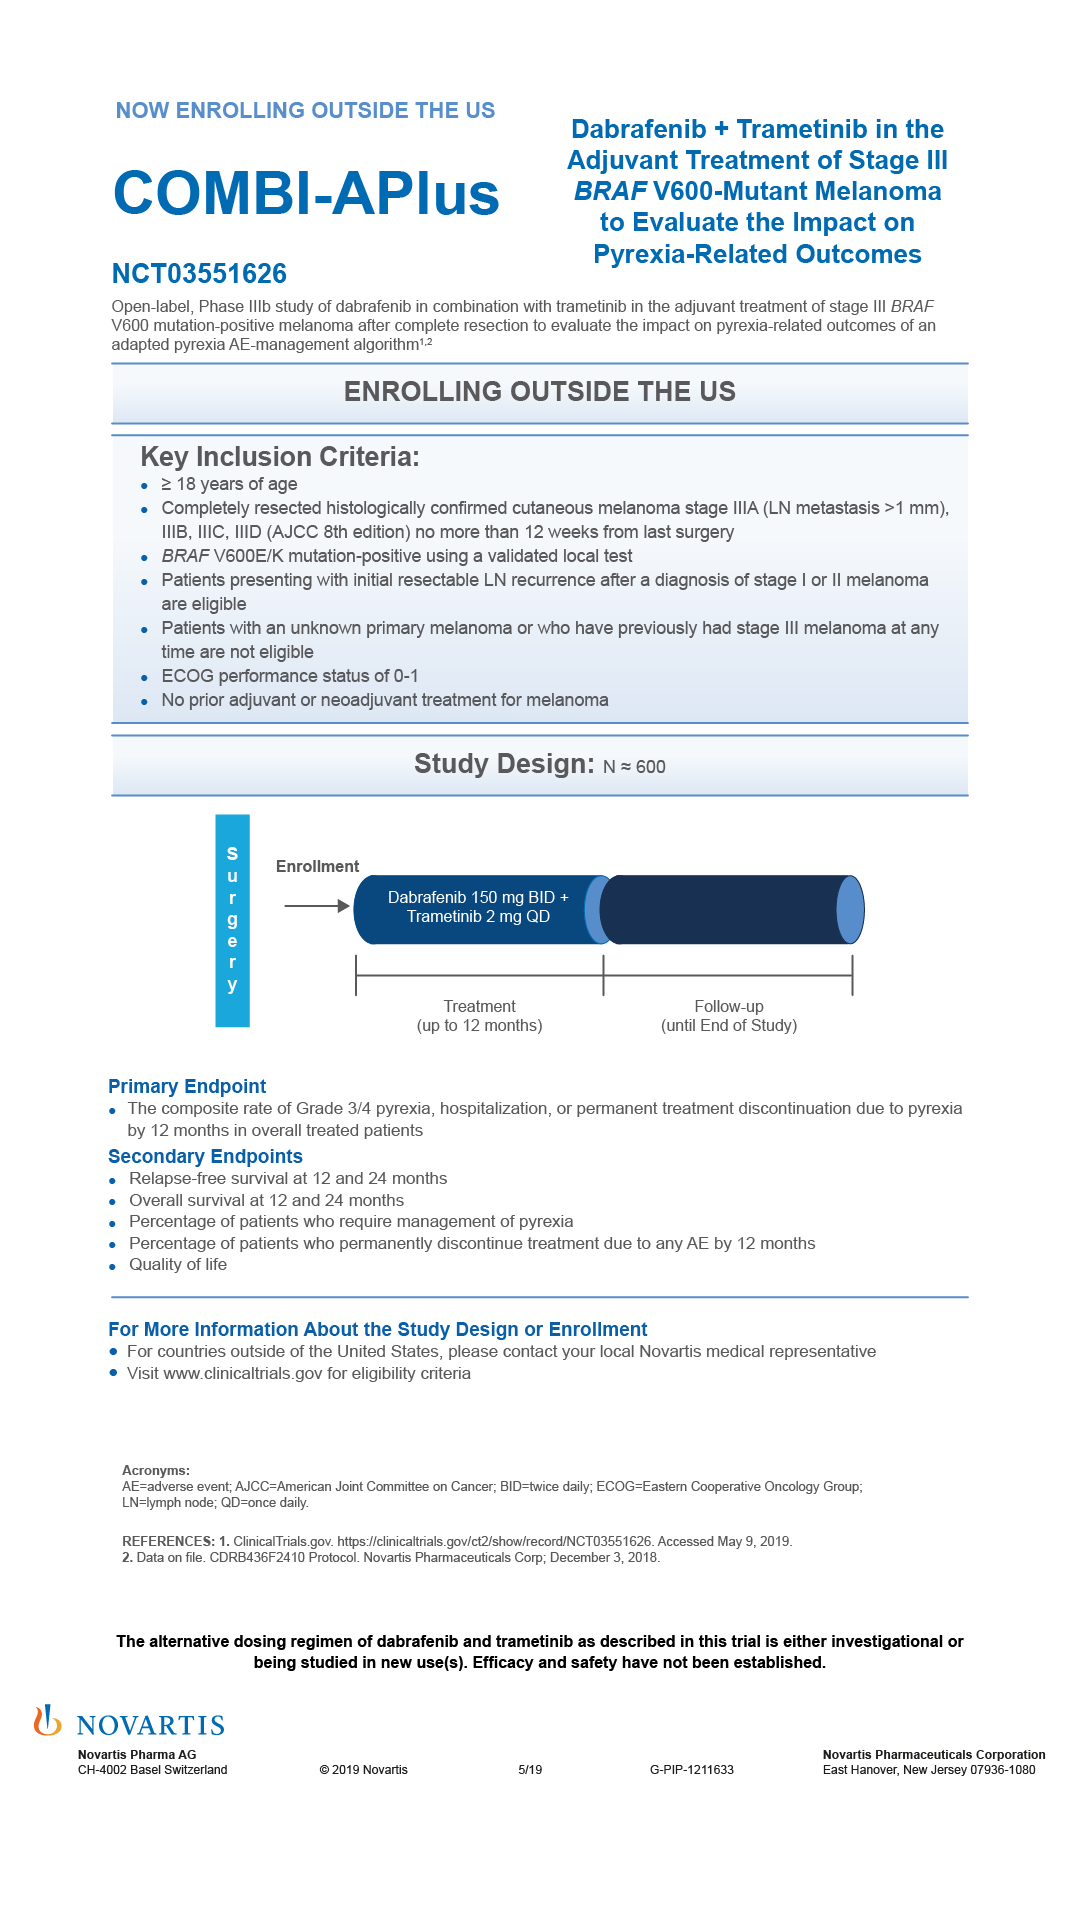 NOW ENROLLING OUTSIDE THE US
COMBI-APlus
NCT03551626
Dabrafenib + Trametinib in the
Adjuvant Treatment of Stage III
BRAF V600-Mutant Melanoma
to Evaluate the Impact on
Pyrexia-Related Outcomes
Open-label, Phase IIIb study of dabrafenib in combination with trametinib in the adjuvant treatment of stage III BRAF
V600 mutation-positive melanoma after complete resection to evaluate the impact on pyrexia-related outcomes of an
adapted pyrexia AE-management algorithm1,2
ENROLLING OUTSIDE THE US
Key Inclusion Criteria:
• ≥ 18 years of age
• Completely resected histologically confirmed cutaneous melanoma stage IIIA (LN metastasis >1 mm),
IIIB, IIIC, IIID (AJCC 8th edition) no more than 12 weeks from last surgery
• BRAF V600E/K mutation-positive using a validated local test
• Patients presenting with initial resectable LN recurrence after a diagnosis of stage I or II melanoma
are eligible
• Patients with an unknown primary melanoma or who have previously had stage III melanoma at any
time are not eligible
• ECOG performance status of 0-1
• No prior adjuvant or neoadjuvant treatment for melanoma
Study Design: N ≈ 600
Surgery
Enrollment
Dabrafenib 150 mg BID +
Trametinib 2 mg QD
Treatment
(up to 12 months)
Follow-up
(until End of Study)
Primary Endpoint
• The composite rate of Grade 3/4 pyrexia, hospitalization, or permanent treatment discontinuation due to pyrexia
by 12 months in overall treated patients
Secondary Endpoints
• Relapse-free survival at 12 and 24 months
• Overall survival at 12 and 24 months
• Percentage of patients who require management of pyrexia
• Percentage of patients who permanently discontinue treatment due to any AE by 12 months
• Quality of life
For More Information About the Study Design or Enrollment
• For countries outside of the United States, please contact your local Novartis medical representative
• Visit www.clinicaltrials.gov for eligibility criteria
Acronyms:
AE=adverse event; AJCC=American Joint Committee on Cancer; BID=twice daily; ECOG=Eastern Cooperative Oncology Group;
LN=lymph node; QD=once daily.
REFERENCES: 1. ClinicalTrials.gov. https://clinicaltrials.gov/ct2/show/record/NCT03551626. Accessed May 9, 2019.
2. Data on file. CDRB436F2410 Protocol. Novartis Pharmaceuticals Corp; December 3, 2018.
The alternative dosing regimen of dabrafenib and trametinib as described in this trial is either investigational or
being studied in new use(s). Efficacy and safety have not been established.
NOVARTIS
Novartis Pharma AG
CH-4002 Basel Switzerland
© 2019 Novartis
5/19
G-PIP-1211633
Novartis Pharmaceuticals Corporation
East Hanover, New Jersey 07936-1080